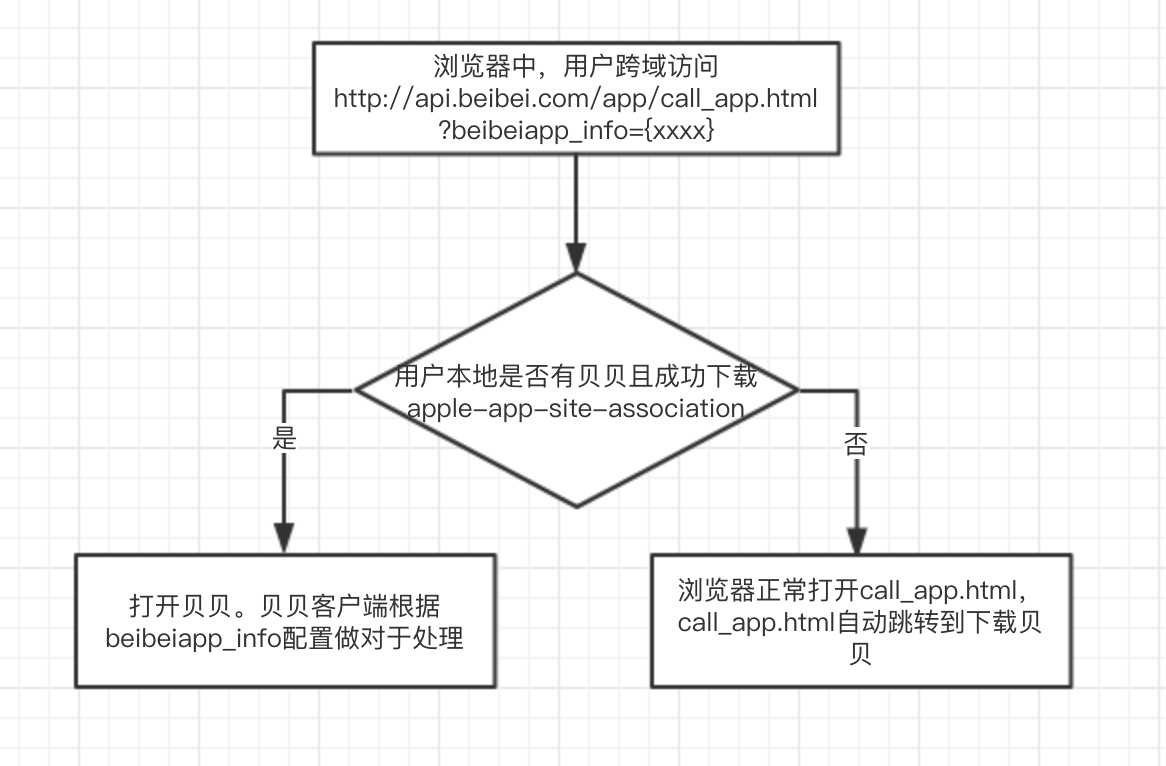 浏览器中，用户跨域访问
http://api.beibei.com/app/call_app.html
?beibeiapp_info={xxxx}
用户本地是否有贝贝且成功下载
apple-app-site-association
是
否
打开贝贝。贝贝客户端根据
beibeiapp_info配置做对于处理
浏览器正常打开call_app.html，
call_app.html自动跳转到下载贝
贝